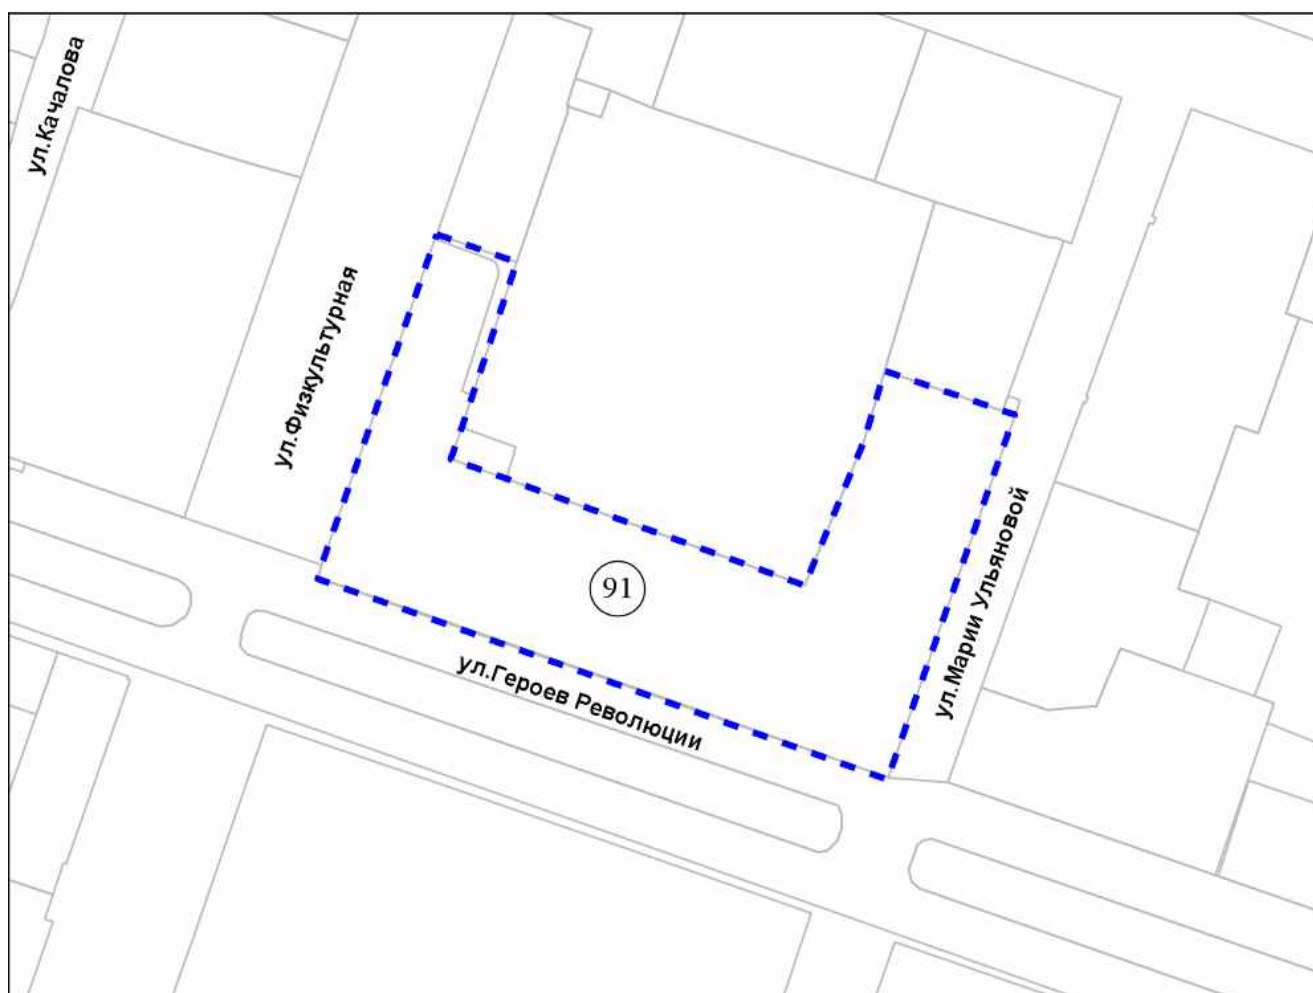 ул.Качалова
ул.Физкультурная
91
ул.Героев Революции
ул.Марии Ульяновой